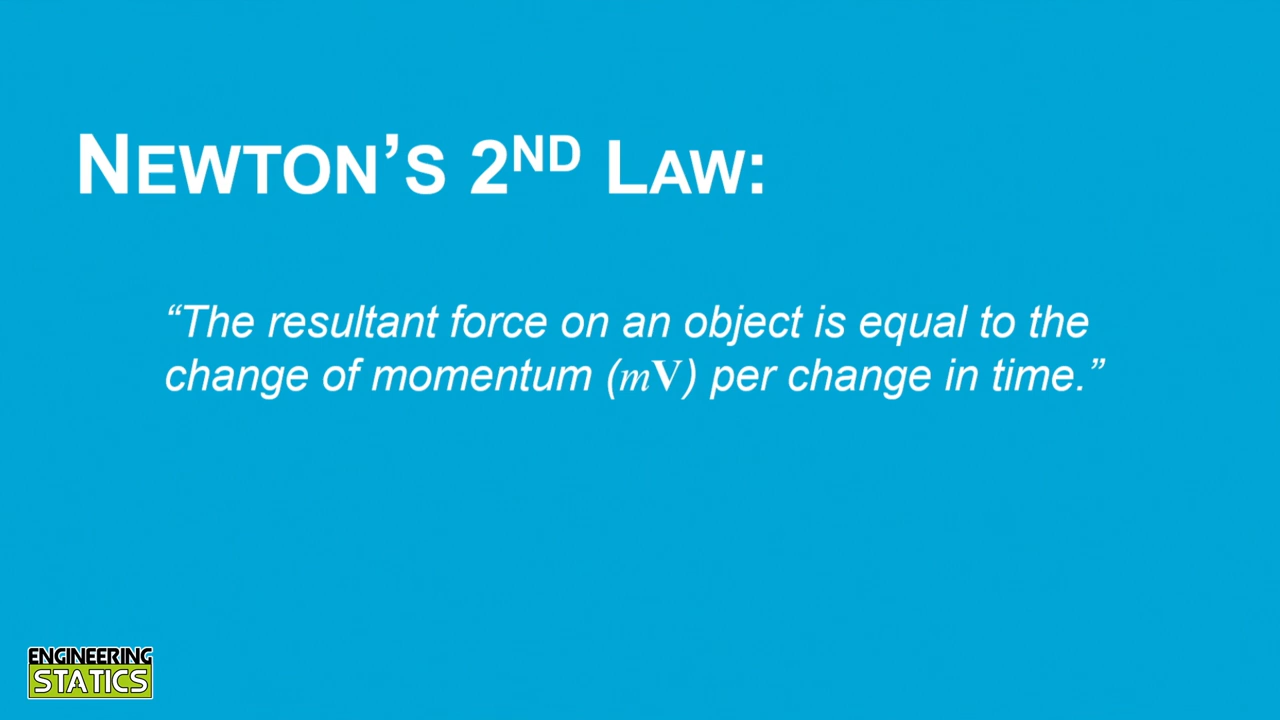 NEWTON’S 2ND LAW:
“The resultant force on an object is equal to the
change of momentum (mV) per change in time.”
ENGINEERING
STATICS